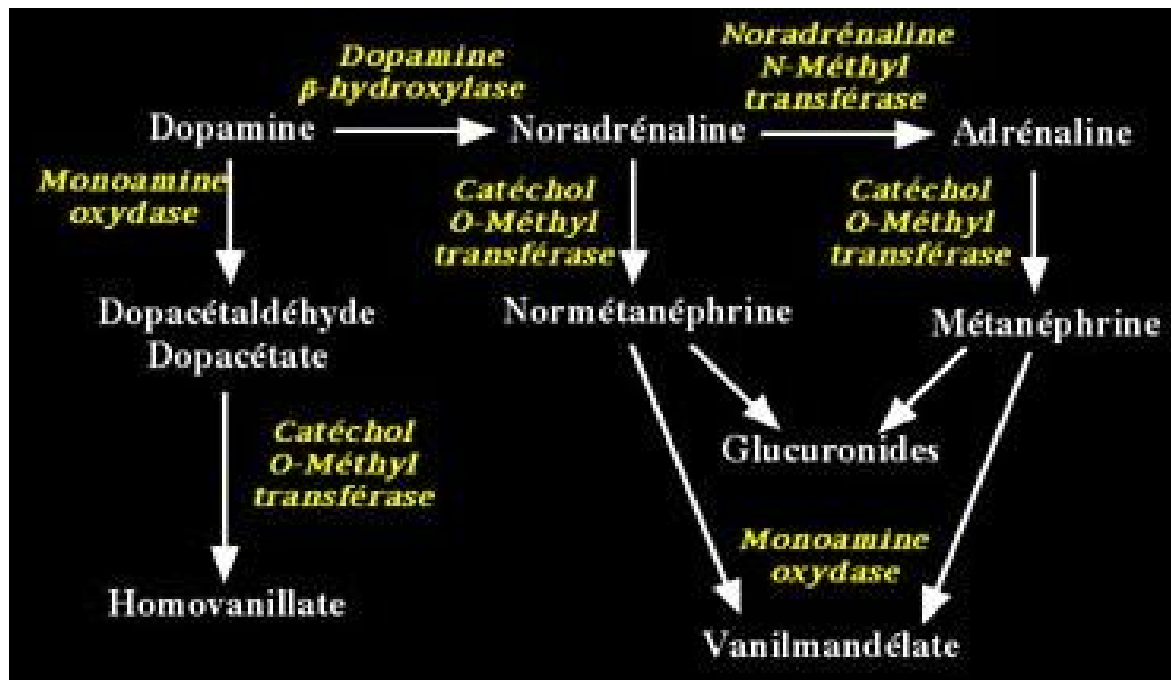 Dopamine
β-hydroxylase
Noradrénaline
N-Méthyl
transférase
Dopamine
Noradrénaline
Adrénaline
Monoamine
oxydase
Catéchol
O-Méthyl
transférase
Catéchol
O-Méthyl
transférase
Dopacétaldéhyde
Dopacétate
Normétanéphrine
Métanéphrine
Catéchol
O-Méthyl
transférase
Glucuronides
Monoamine
oxydase
Homovanillate
Vanilmandélate